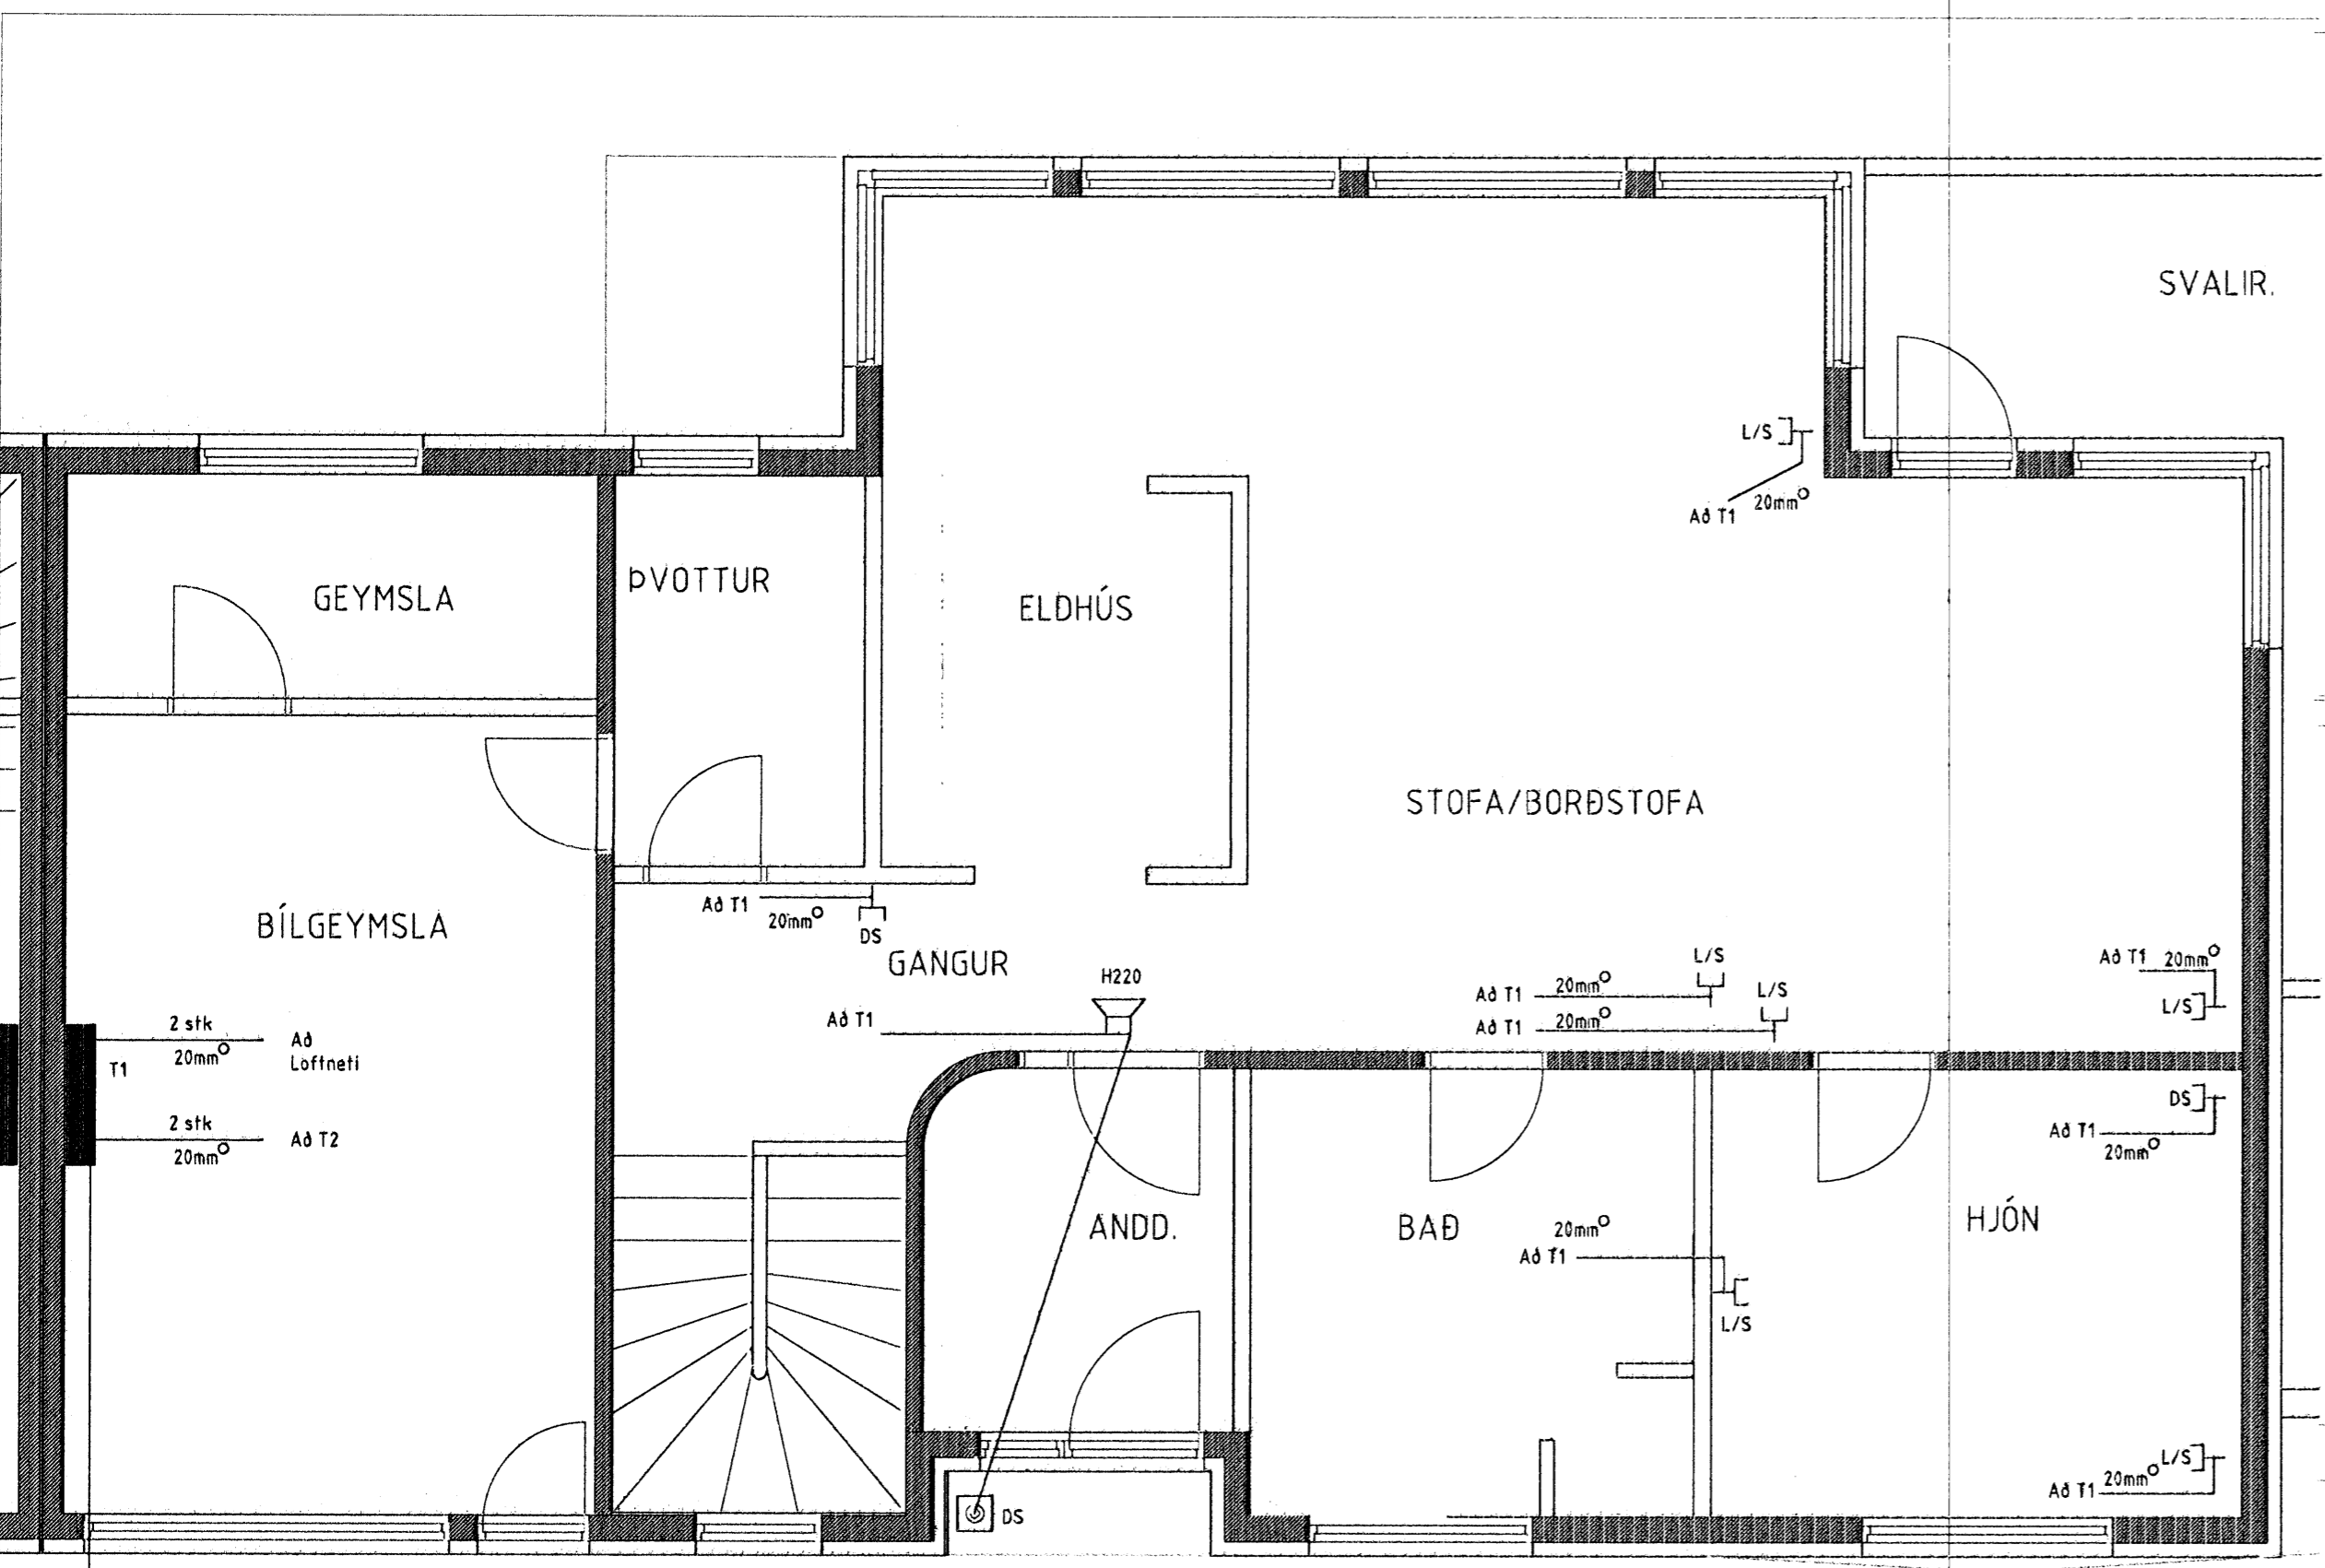 SVALIR.
L/S
Að T1 20mm
GEYMSLA
ÞVOTTUR
ELDHÚS
STOFA/BORÐSTOFA
BÍLGEYMSLA
Að T1
20mm
DS
GANGUR
H220
Að T1
L/S
Að T1 20mm
L/S
Að T1 20mm
Að T1 20mm
L/S
2 stk
20mm
Að
Loftneti
T1
2 stk
20mm
Að T2
DS
Að T1
20mm
ANDD.
BAÐ
20mm
Að T1
L/S
HJÓN
L/S
20mm
Að T1
DS